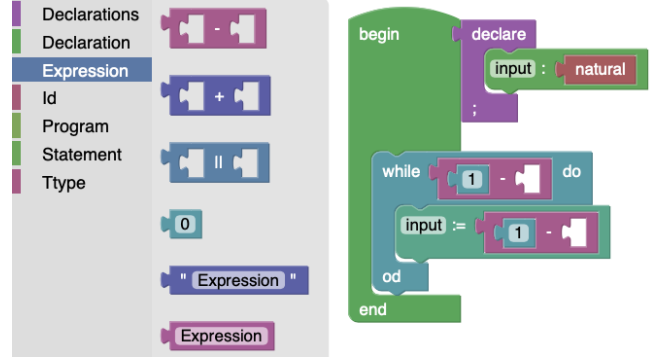 Declarations
Declaration
Expression
Id
Program
Statement
Ttype
-
+
||
0
" Expression "
Expression
begin declare
input : natural
;
while 1 - do
input := 1 -
od
end